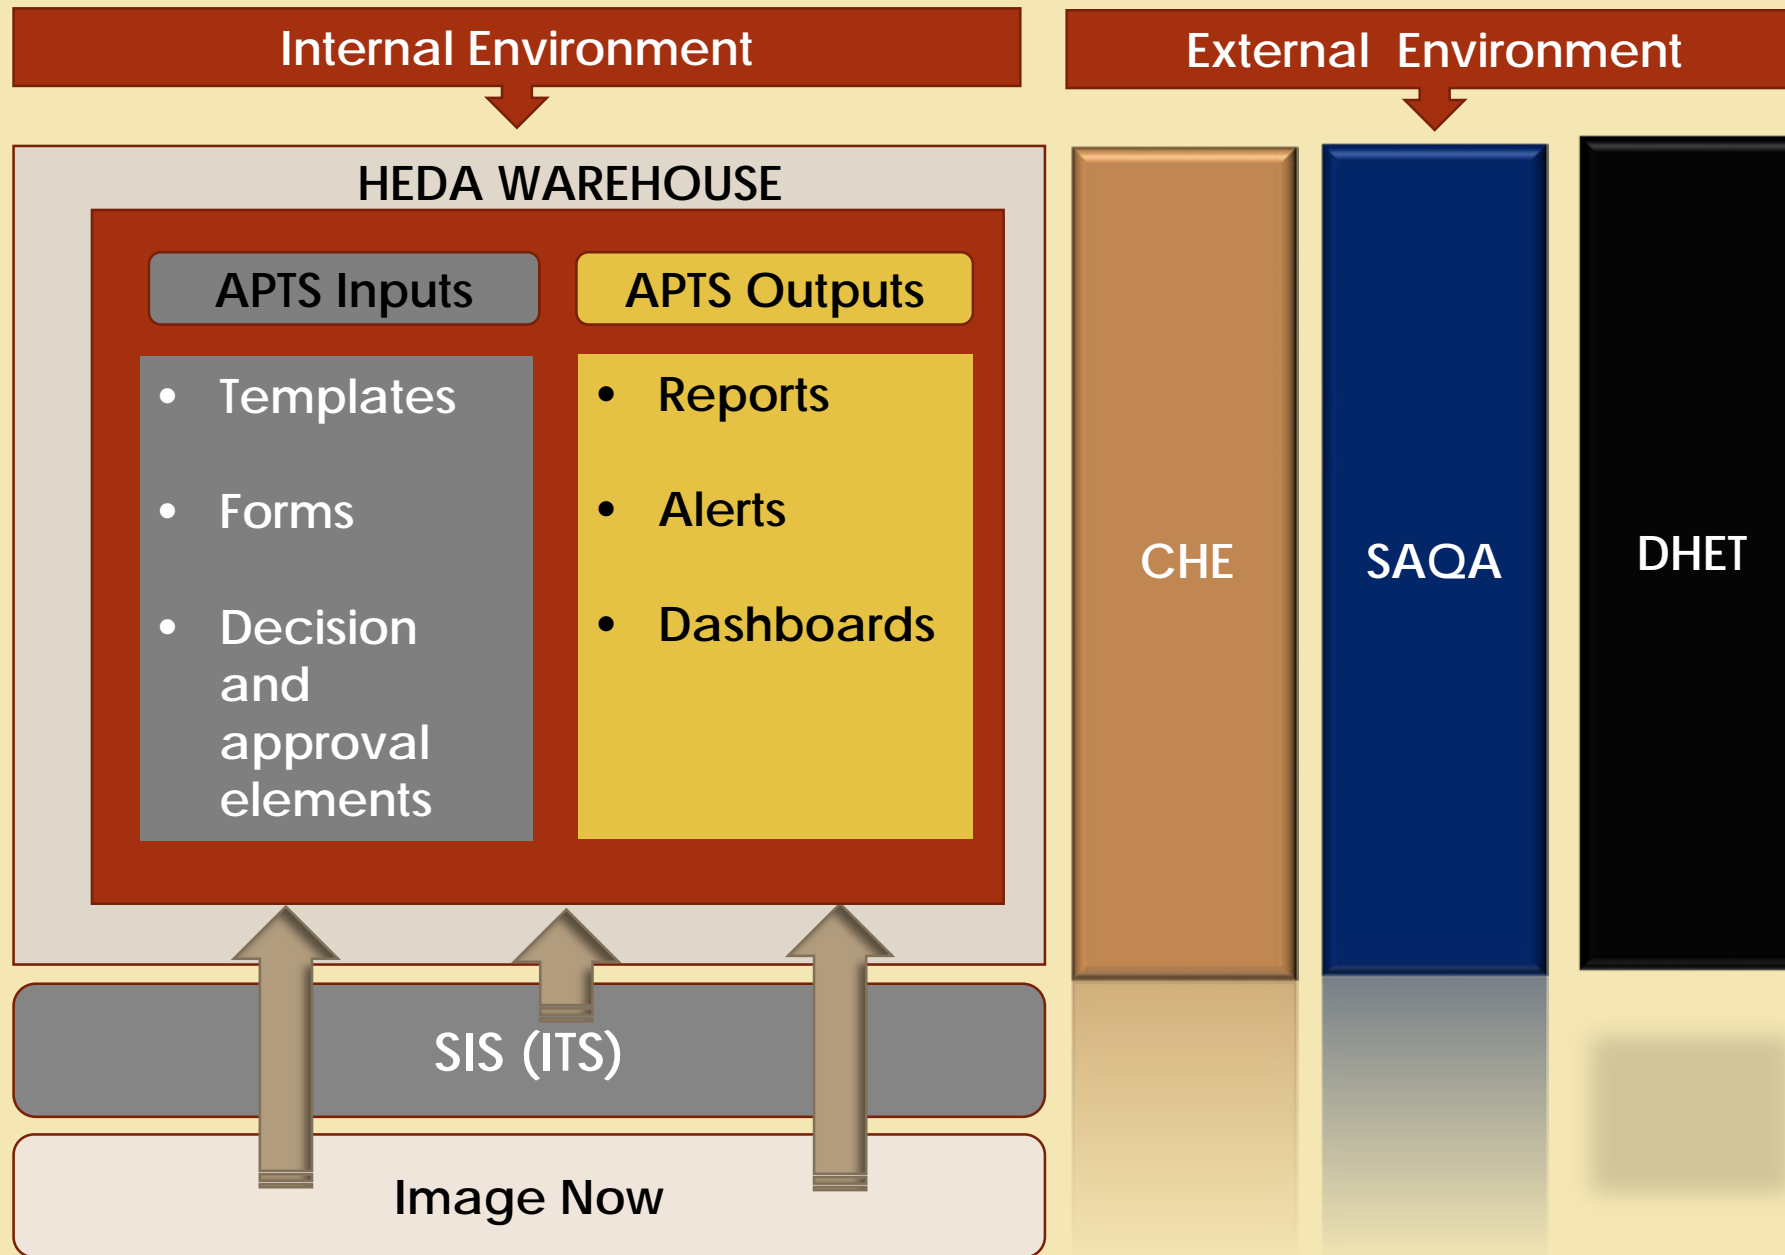 Internal Environment
External Environment
HEDA WAREHOUSE
APTS Inputs
APTS Outputs
• Templates
• Forms
• Decision
and
approval
elements
• Reports
• Alerts
• Dashboards
CHE
SAQA
DHET
SIS (ITS)
Image Now